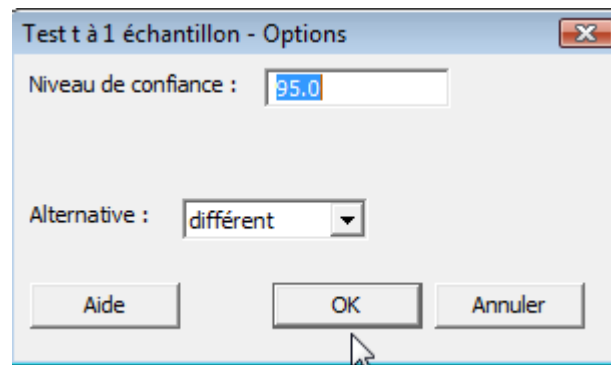 Test t à 1 échantillon - Options
Niveau de confiance : 95.0
Alternative : différent
Aide OK Annuler